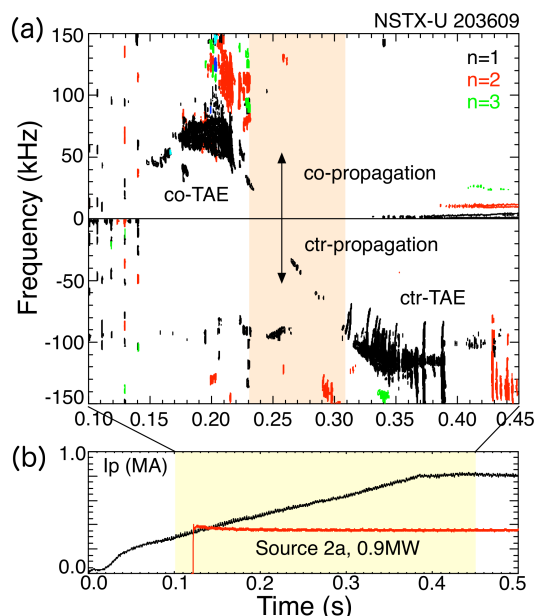 NSTX-U 203609
(a)
150
n=1
n=2
n=3
100
50
co-TAE
co-propagation
0
Frequency (kHz)
ctr-propagation
-50
ctr-TAE
-100
-150
0.10 0.15 0.20 0.25 0.30 0.35 0.40 0.45
(b)
1.0
Ip (MA)
Source 2a, 0.9MW
0.0
0.0 0.1 0.2 0.3 0.4 0.5
Time (s)